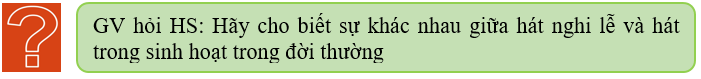 GV hỏi HS: Hãy cho biết sự khác nhau giữa hát nghi lễ và hát
trong sinh hoạt trong đời thường